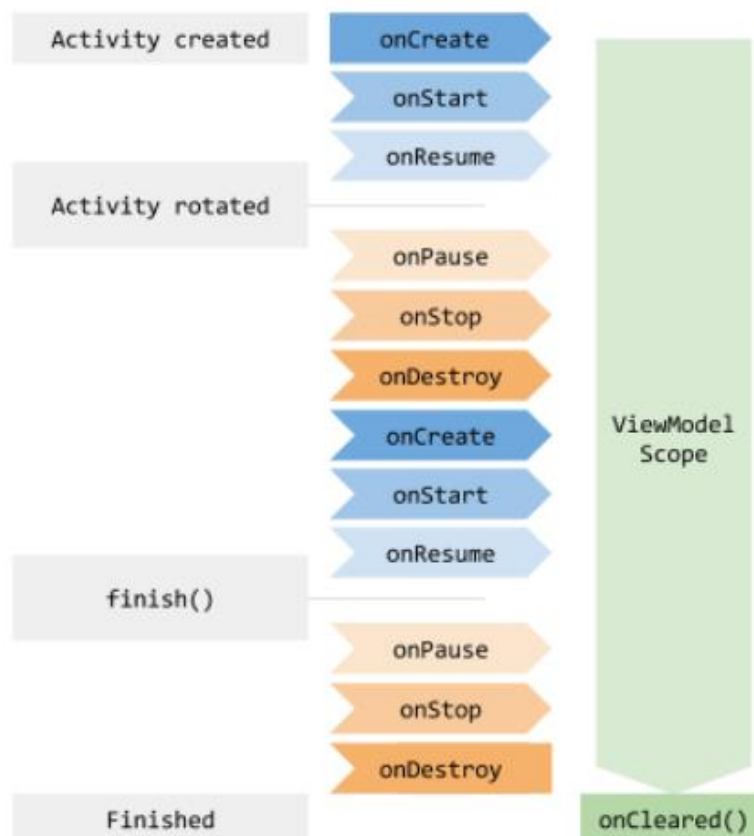 Activity created
onCreate
onStart
onResume
Activity rotated
onPause
onStop
onDestroy
onCreate
onStart
onResume
finish()
onPause
onStop
onDestroy
Finished
ViewModel
Scope
onCleared()